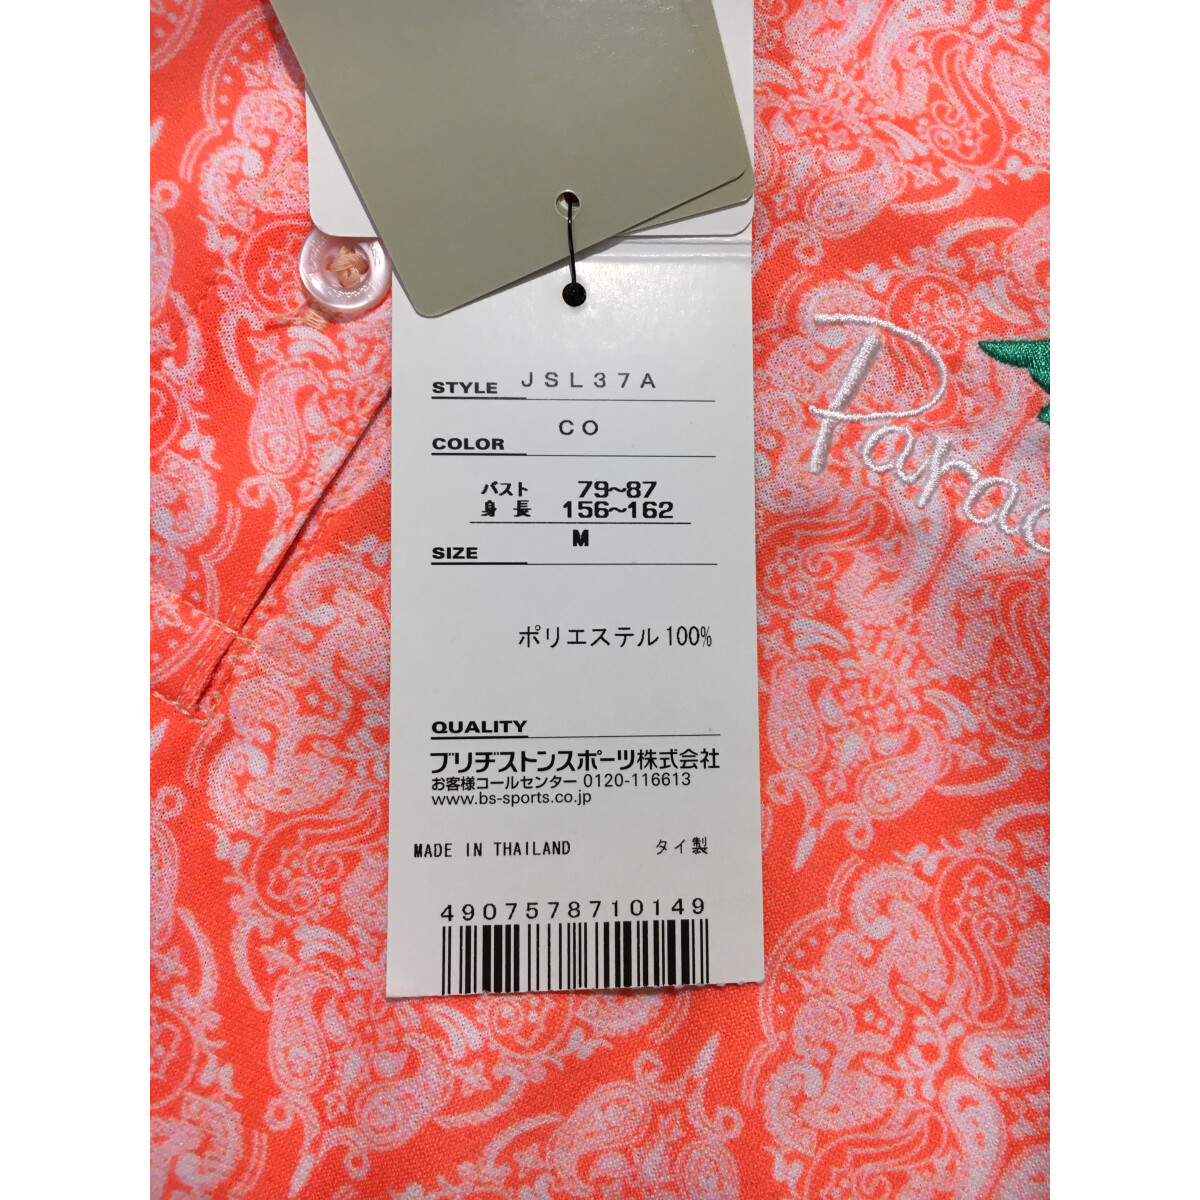 STYLE JSL37A
COLOR CO
バスト 79~87
身長 156~162
SIZE M
ポリエステル 100%
QUALITY
ブリヂストンスポーツ株式会社
お客様コールセンター 0120-116613
www.bs-sports.co.jp
MADE IN THAILAND タイ製
4907578710149